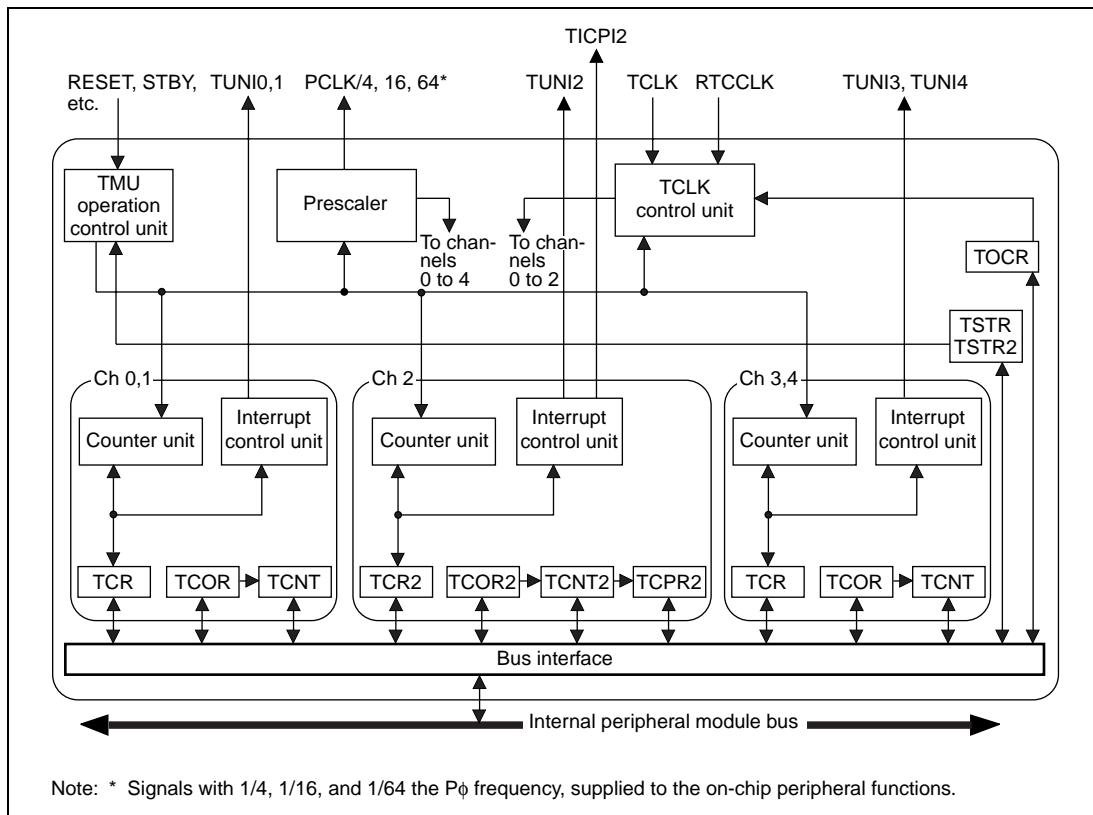 TICPI2
RESET, STBY,
etc.
TUNI0,1
PCLK/4, 16, 64*
TUNI2
TCLK
RTCCLK
TUNI3, TUNI4
TMU
operation
control unit
Prescaler
TCLK
control unit
To chan-
nels
0 to 4
To chan-
nels
0 to 2
TOCR
TSTR
TSTR2
Ch 0,1
Counter unit
Interrupt
control unit
TCR
TCOR
TCNT
Ch 2
Counter unit
Interrupt
control unit
TCR2
TCOR2
TCNT2
TCPR2
Ch 3,4
Counter unit
Interrupt
control unit
TCR
TCOR
TCNT
Bus interface
Internal peripheral module bus
Note: * Signals with 1/4, 1/16, and 1/64 the Pϕ frequency, supplied to the on-chip peripheral functions.